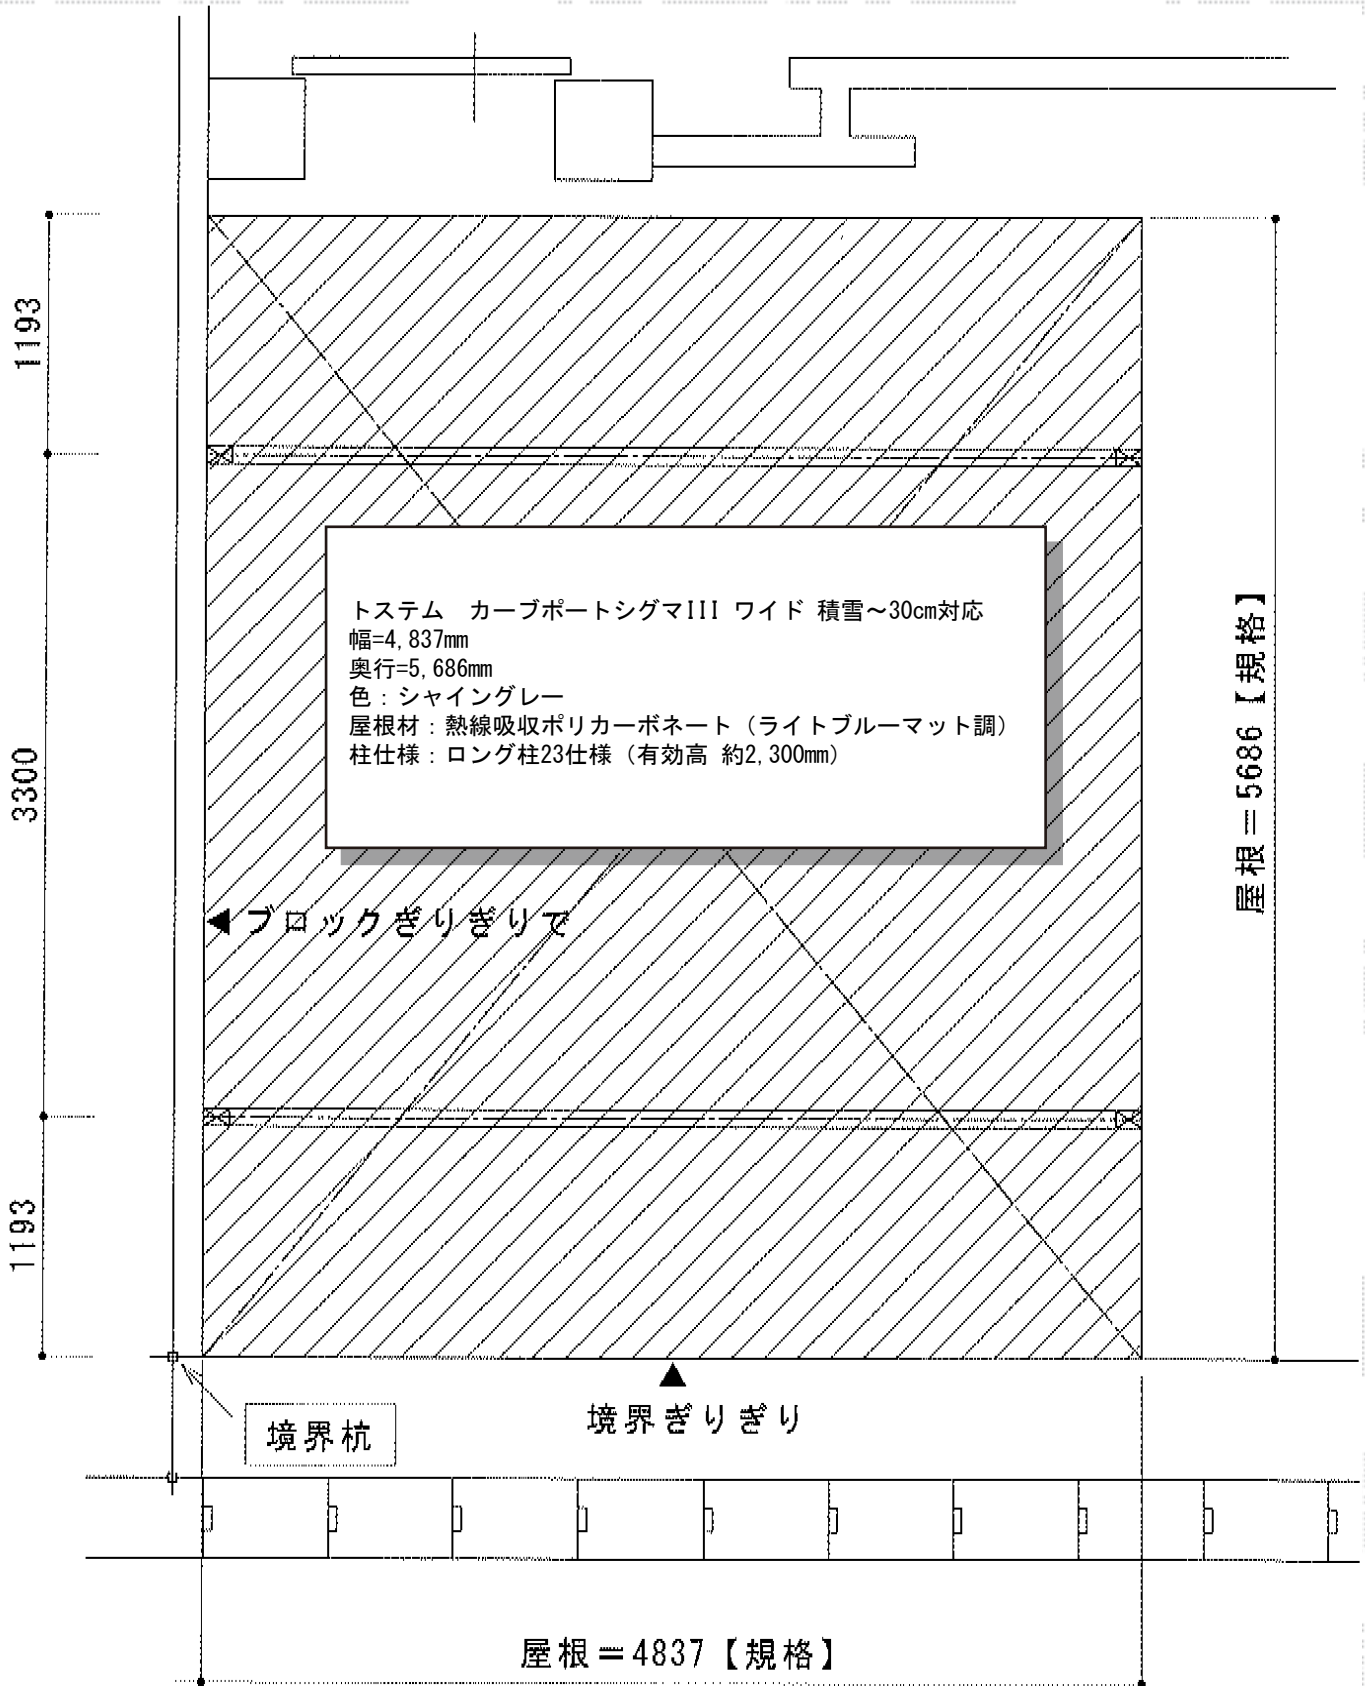 1193
3300
1193
トステム　カーブポートシグマIII ワイド 積雪～30cm対応
幅=4,837mm
奥行=5,686mm
色：シャイングレー
屋根材：熱線吸収ポリカーボネート（ライトブルーマット調）
柱仕様：ロング柱23仕様（有効高 約2,300mm）
屋根＝5686【規格】
◀ブロックぎりぎりで
▲
境界ぎりぎり
境界杭
屋根＝4837【規格】